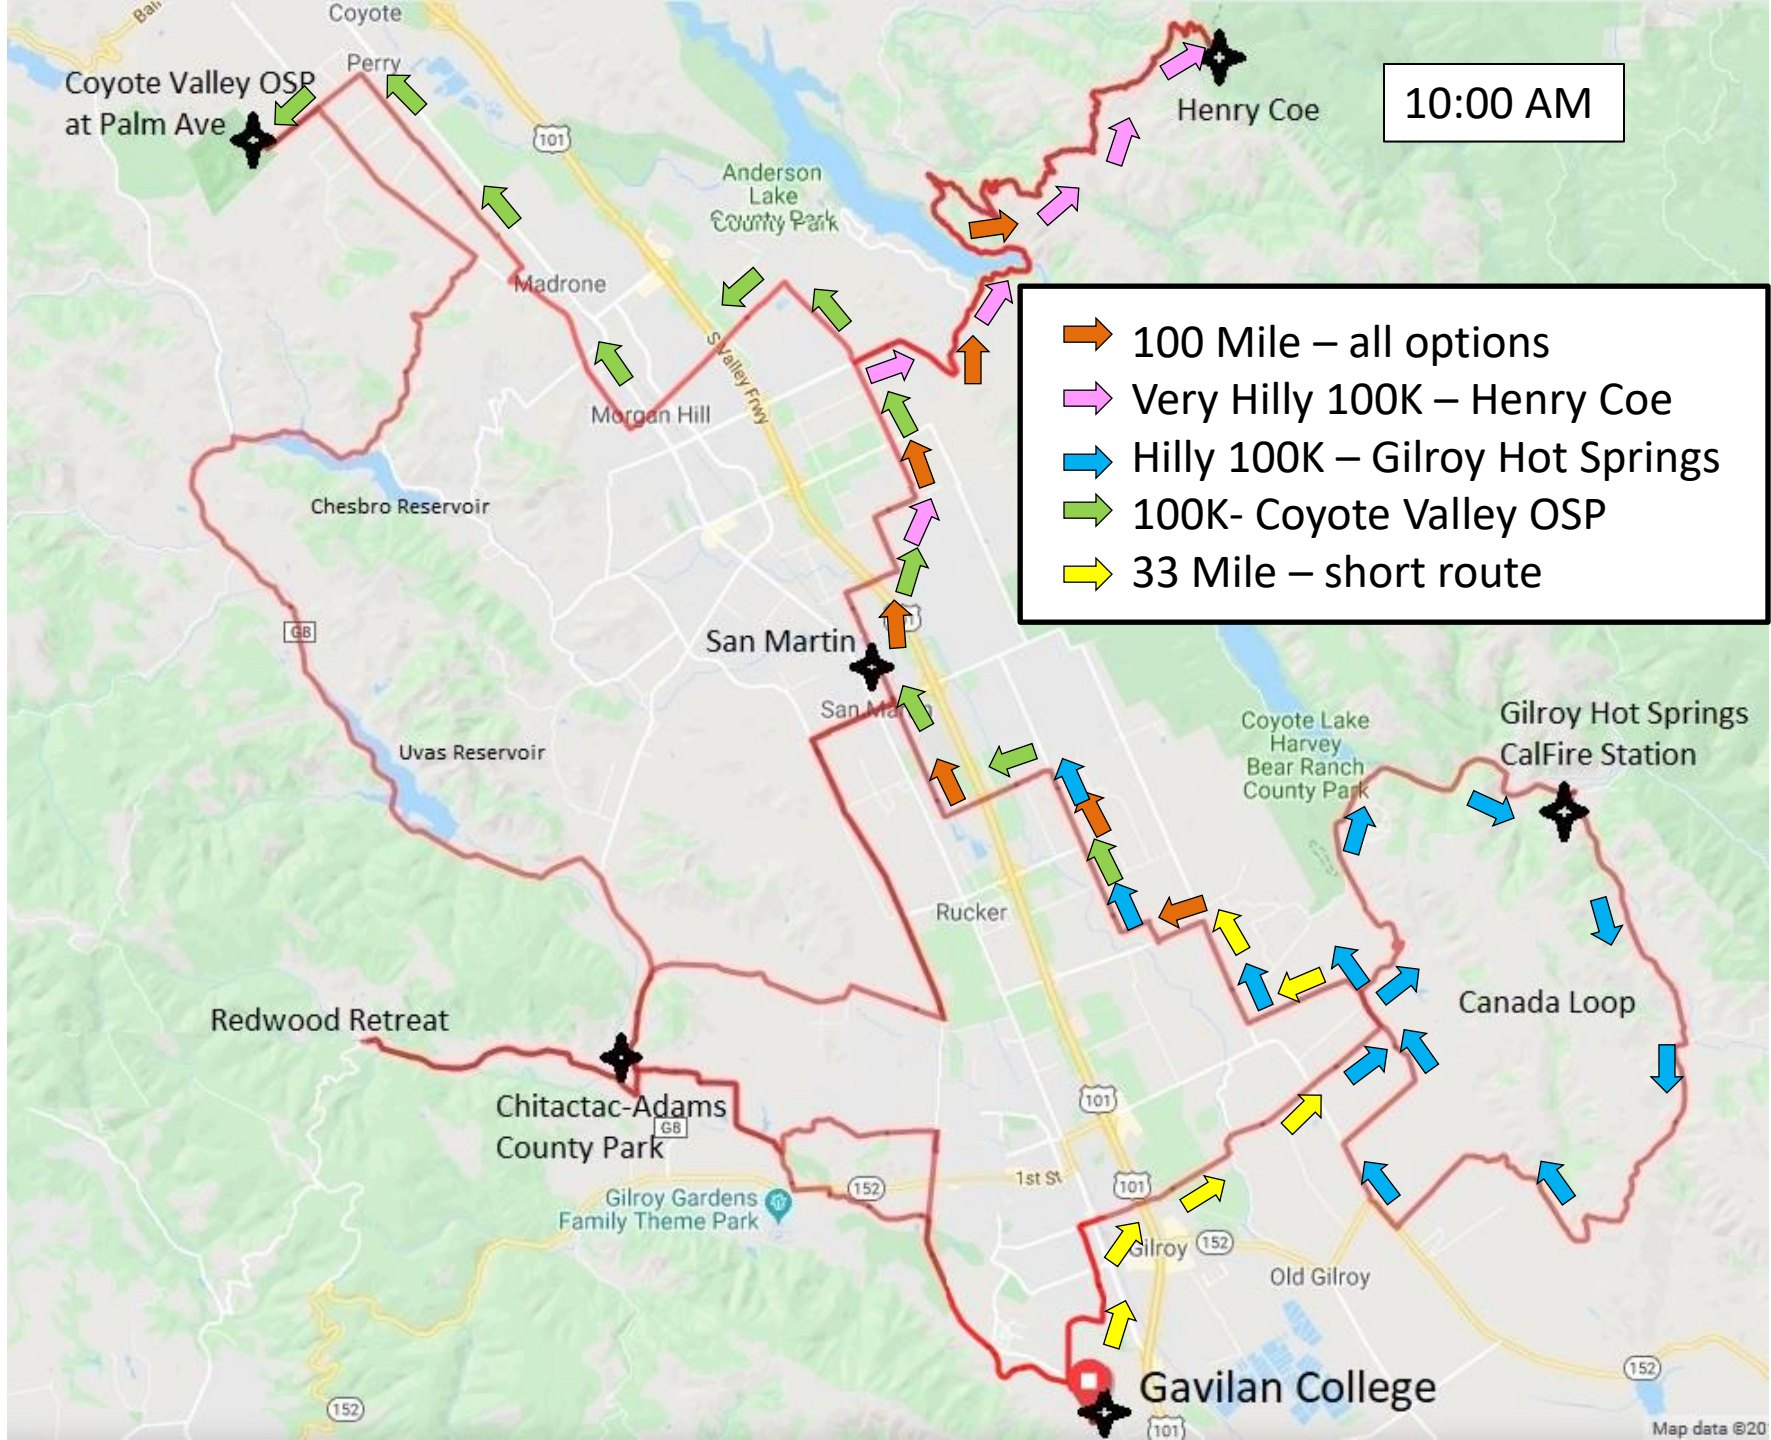 Coyote
Perry
Coyote Valley OSP
at Palm Ave
101
Henry Coe
10:00 AM
Anderson
Lake
County Park
Madrone
S Valley Frwy
Morgan Hill
100 Mile – all options
Very Hilly 100K – Henry Coe
Hilly 100K – Gilroy Hot Springs
100K- Coyote Valley OSP
33 Mile – short route
Chesbro Reservoir
G8
San Martin
San Martin
Uvas Reservoir
Coyote Lake
Harvey
Bear Ranch
County Park
Gilroy Hot Springs
CalFire Station
Rucker
Redwood Retreat
Canada Loop
Chitactac-Adams
County Park
G8
101
1st St
152
101
Gilroy Gardens
Family Theme Park
Gilroy
152
Old Gilroy
Gavilan College
152
152
101
Map data ©20